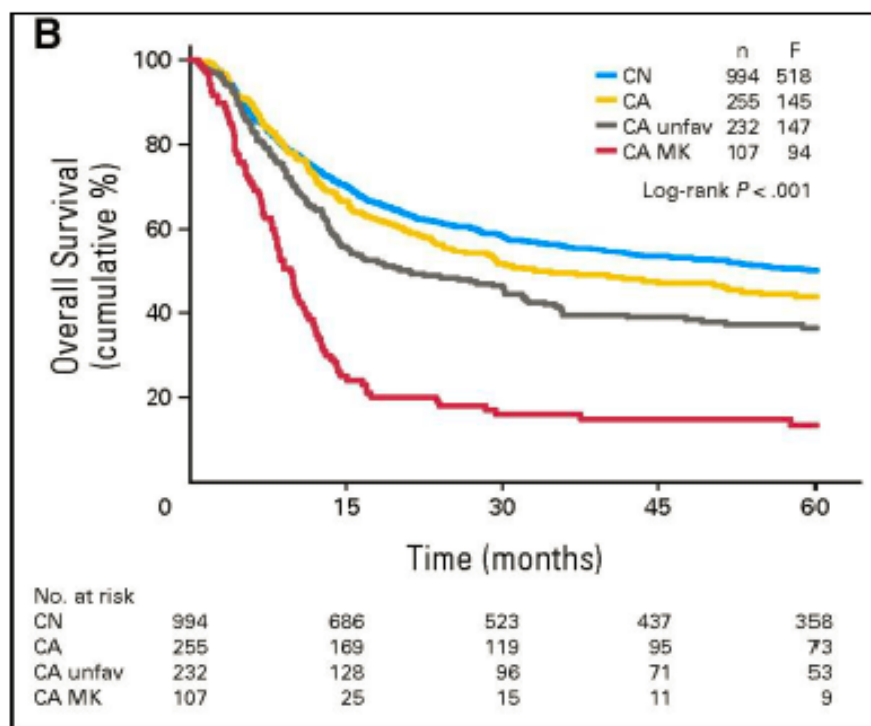 B
n F
CN 994 518
CA 255 145
CA unfav 232 147
CA MK 107 94
Log-rank P < .001
Overall Survival
(cumulative %)
100
80
60
40
20
0 15 30 45 60
Time (months)
No. at risk
CN 994 686 523 437 358
CA 255 169 119 95 73
CA unfav 232 128 96 71 53
CA MK 107 25 15 11 9